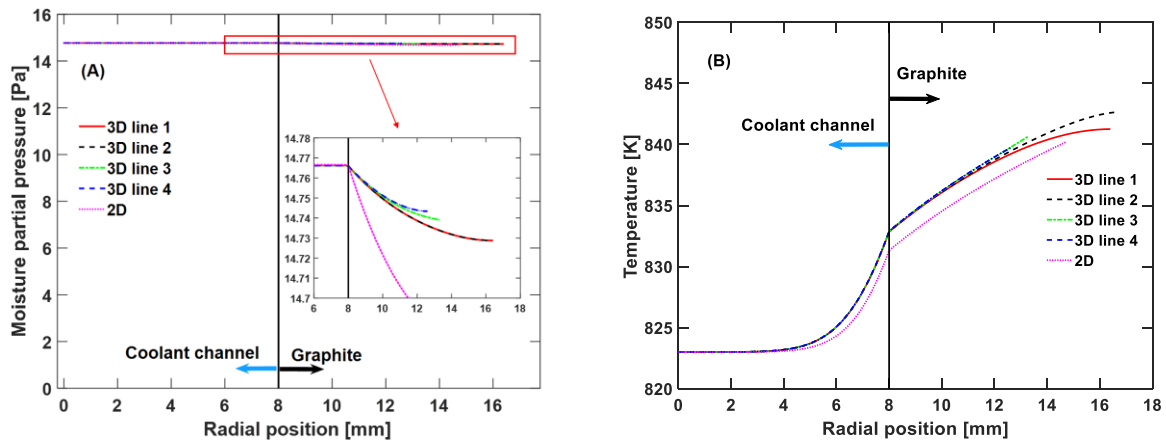 Moisture partial pressure [Pa]
16
14
12
10
8
6
4
2
0
(A)
3D line 1
3D line 2
3D line 3
3D line 4
2D
14.78
14.77
14.76
14.75
14.74
14.73
14.72
14.71
14.7
6 8 10 12 14 16 18
Coolant channel
Graphite
0 2 4 6 8 10 12 14 16
Radial position [mm]
Temperature [K]
850
845
840
835
830
825
820
(B)
Graphite
Coolant channel
3D line 1
3D line 2
3D line 3
3D line 4
2D
0 2 4 6 8 10 12 14 16 18
Radial position [mm]